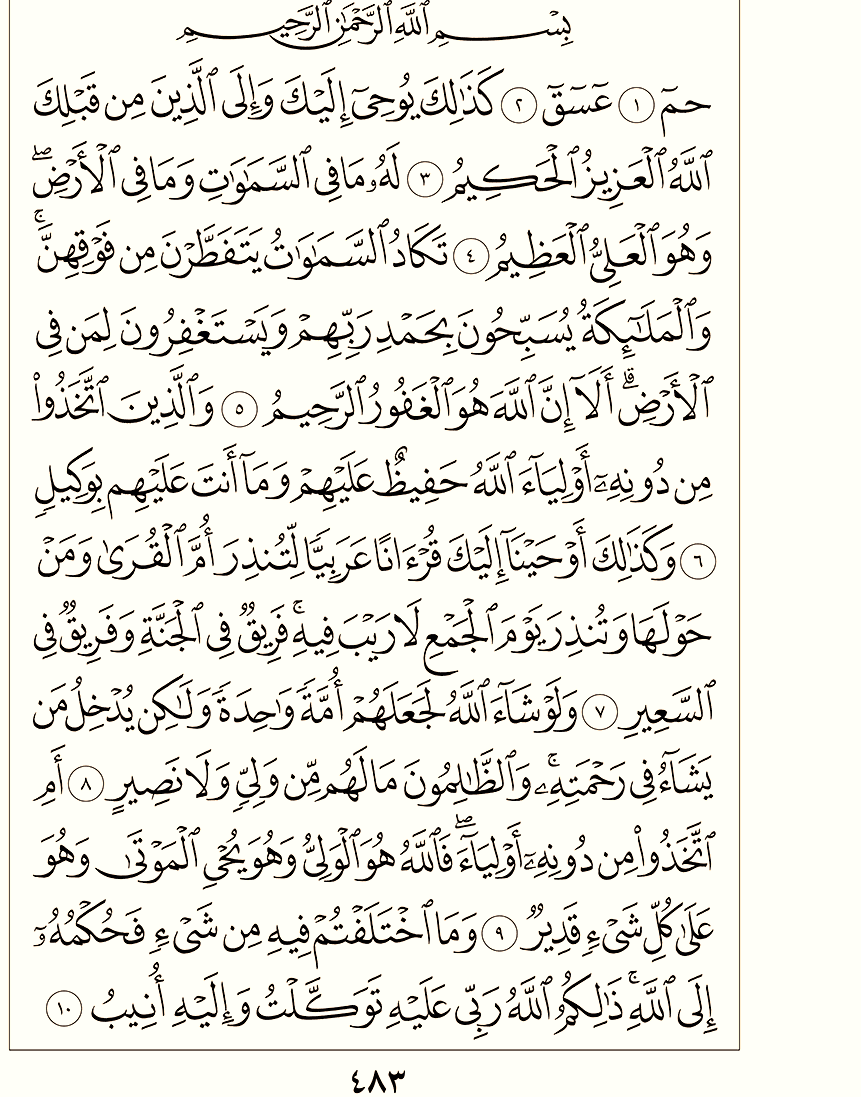 بِسْمِ ٱللَّهِ ٱلرَّحْمَٰنِ ٱلرَّحِيمِ
حمٓ ١ عٓسٓقٓ ٢ كَذَٰلِكَ يُوحِىٓ إِلَيْكَ وَإِلَى ٱلَّذِينَ مِن قَبْلِكَ
ٱللَّهُ ٱلْعَزِيزُ ٱلْحَكِيمُ ٣ لَهُۥ مَا فِى ٱلسَّمَٰوَٰتِ وَمَا فِى ٱلْأَرْضِۖ
وَهُوَ ٱلْعَلِىُّ ٱلْعَظِيمُ ٤ تَكَادُ ٱلسَّمَٰوَٰتُ يَتَفَطَّرْنَ مِن فَوْقِهِنَّۚ
وَٱلْمَلَٰٓئِكَةُ يُسَبِّحُونَ بِحَمْدِ رَبِّهِمْ وَيَسْتَغْفِرُونَ لِمَن فِى
ٱلْأَرْضِۗ أَلَآ إِنَّ ٱللَّهَ هُوَ ٱلْغَفُورُ ٱلرَّحِيمُ ٥ وَٱلَّذِينَ ٱتَّخَذُوا۟
مِن دُونِهِۦٓ أَوْلِيَآءَ ٱللَّهُ حَفِيظٌ عَلَيْهِمْ وَمَآ أَنتَ عَلَيْهِم بِوَكِيلٍ
٦ وَكَذَٰلِكَ أَوْحَيْنَآ إِلَيْكَ قُرْءَانًا عَرَبِيًّا لِّتُنذِرَ أُمَّ ٱلْقُرَىٰ وَمَنْ
حَوْلَهَا وَتُنذِرَ يَوْمَ ٱلْجَمْعِ لَا رَيْبَ فِيهِۚ فَرِيقٌ فِى ٱلْجَنَّةِ وَفَرِيقٌ فِى
ٱلسَّعِيرِ ٧ وَلَوْ شَآءَ ٱللَّهُ لَجَعَلَهُمْ أُمَّةً وَٰحِدَةً وَلَٰكِن يُدْخِلُ مَن
يَشَآءُ فِى رَحْمَتِهِۦۚ وَٱلظَّٰلِمُونَ مَا لَهُم مِّن وَلِىٍّ وَلَا نَصِيرٍ ٨ أَمِ
ٱتَّخَذُوا۟ مِن دُونِهِۦٓ أَوْلِيَآءَۖ فَٱللَّهُ هُوَ ٱلْوَلِىُّ وَهُوَ يُحْىِ ٱلْمَوْتَىٰ وَهُوَ
عَلَىٰ كُلِّ شَىْءٍ قَدِيرٌ ٩ وَمَا ٱخْتَلَفْتُمْ فِيهِ مِن شَىْءٍ فَحُكْمُهُۥٓ
إِلَى ٱللَّهِۚ ذَٰلِكُمُ ٱللَّهُ رَبِّى عَلَيْهِ تَوَكَّلْتُ وَإِلَيْهِ أُنِيبُ ١٠
٤٨٣